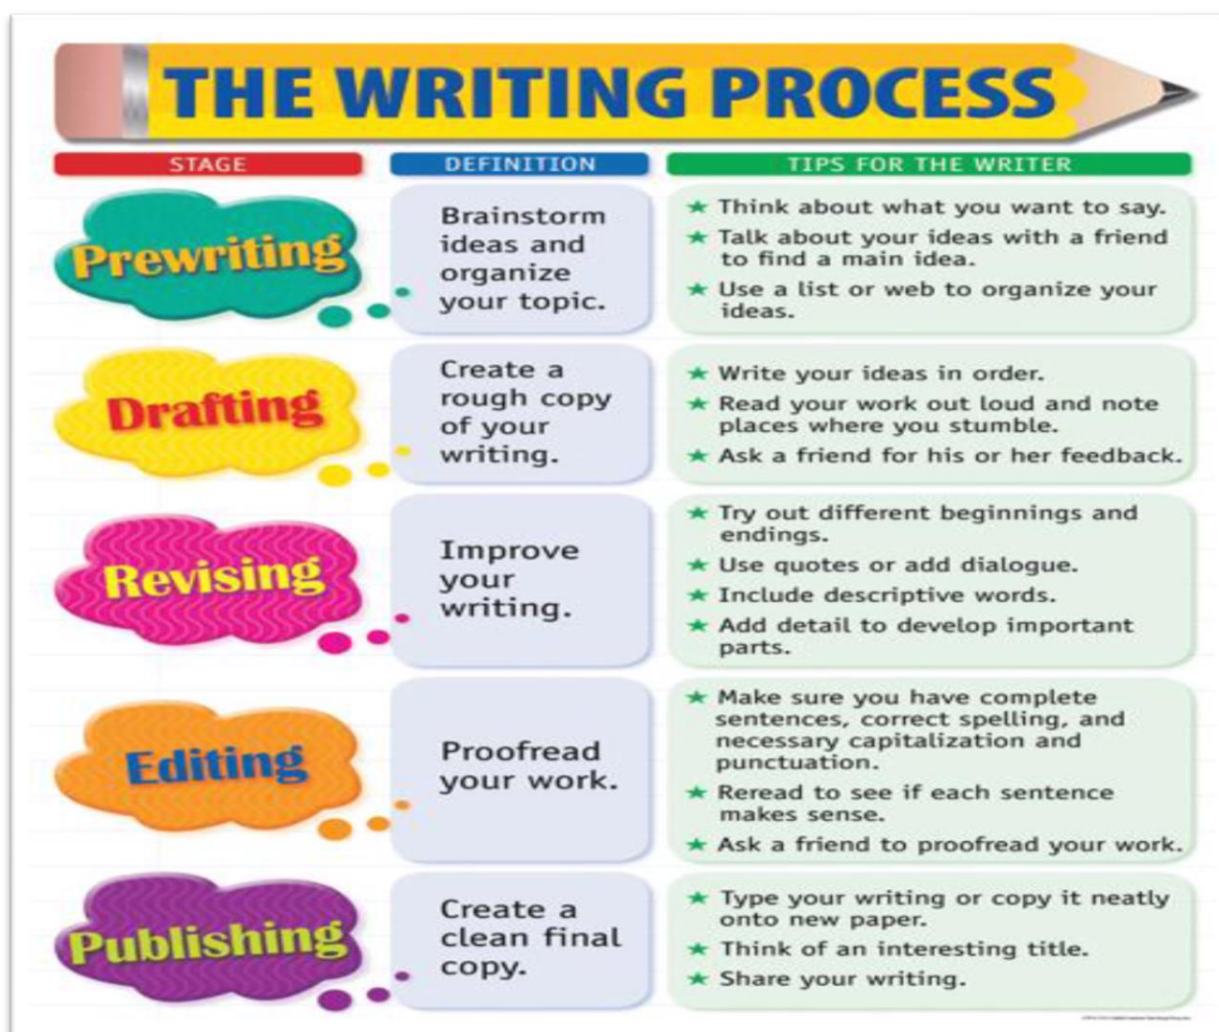 THE WRITING PROCESS
STAGE
DEFINITION
TIPS FOR THE WRITER
Prewriting
Brainstorm
ideas and
organize
your topic.
★ Think about what you want to say.
★ Talk about your ideas with a friend
to find a main idea.
★ Use a list or web to organize your
ideas.
Drafting
Create a
rough copy
of your
writing.
★ Write your ideas in order.
★ Read your work out loud and note
places where you stumble.
★ Ask a friend for his or her feedback.
Revising
Improve
your
writing.
★ Try out different beginnings and
endings.
★ Use quotes or add dialogue.
★ Include descriptive words.
★ Add detail to develop important
parts.
Editing
Proofread
your work.
★ Make sure you have complete
sentences, correct spelling, and
necessary capitalization and
punctuation.
★ Reread to see if each sentence
makes sense.
★ Ask a friend to proofread your work.
Publishing
Create a
clean final
copy.
★ Type your writing or copy it neatly
onto new paper.
★ Think of an interesting title.
★ Share your writing.